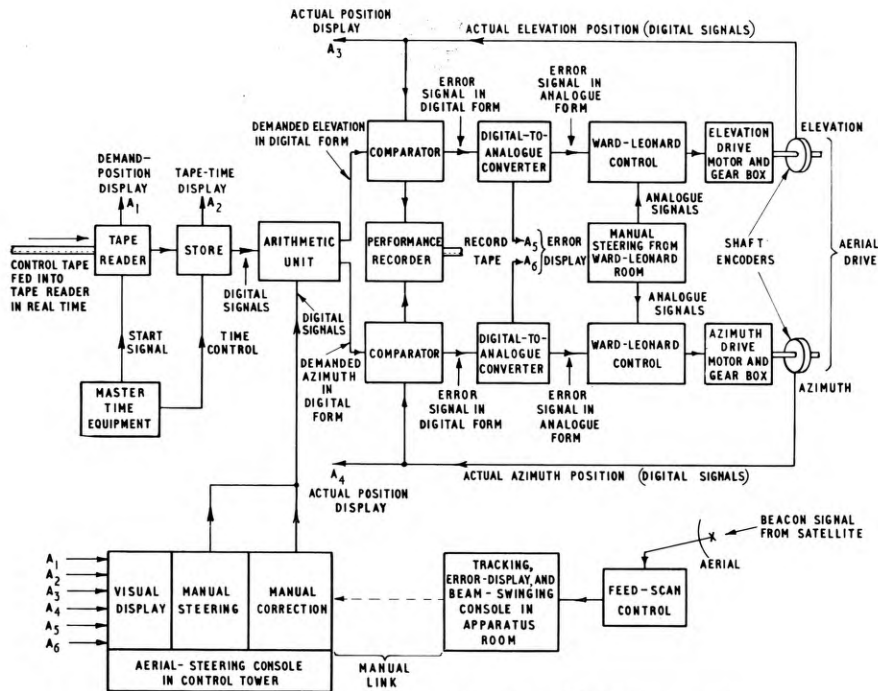 ACTUAL POSITION
DISPLAY
A3
ACTUAL ELEVATION POSITION (DIGITAL SIGNALS)
ERROR
SIGNAL IN
DIGITAL FORM
ERROR
SIGNAL IN
ANALOGUE
FORM
DEMANDED ELEVATION
IN DIGITAL FORM
COMPARATOR
DIGITAL-TO-
ANALOGUE
CONVERTER
WARD-LEONARD
CONTROL
ELEVATION
DRIVE
MOTOR AND
GEAR BOX
ELEVATION
DEMAND-
POSITION
DISPLAY
A1
TAPE-TIME
DISPLAY
A2
ANALOGUE
SIGNALS
TAPE
READER
STORE
ARITHMETIC
UNIT
PERFORMANCE
RECORDER
RECORD
TAPE
A5
A6
ERROR
DISPLAY
MANUAL
STEERING FROM
WARD-LEONARD
ROOM
SHAFT
ENCODERS
AERIAL
DRIVE
CONTROL TAPE
FED INTO
TAPE READER
IN REAL TIME
DIGITAL
SIGNALS
DIGITAL
SIGNALS
ANALOGUE
SIGNALS
START
SIGNAL
TIME
CONTROL
DEMANDED
AZIMUTH
IN
DIGITAL
FORM
COMPARATOR
DIGITAL-TO-
ANALOGUE
CONVERTER
WARD-LEONARD
CONTROL
AZIMUTH
DRIVE
MOTOR AND
GEAR BOX
AZIMUTH
MASTER
TIME
EQUIPMENT
ERROR
SIGNAL IN
DIGITAL FORM
ERROR
SIGNAL IN
ANALOGUE
FORM
A4
ACTUAL POSITION
DISPLAY
ACTUAL AZIMUTH POSITION (DIGITAL SIGNALS)
A1
A2
A3
A4
A5
A6
VISUAL
DISPLAY
MANUAL
STEERING
MANUAL
CORRECTION
AERIAL-STEERING CONSOLE
IN CONTROL TOWER
MANUAL
LINK
TRACKING,
ERROR-DISPLAY, AND
BEAM-SWINGING
CONSOLE IN
APPARATUS
ROOM
FEED-SCAN
CONTROL
AERIAL
BEACON SIGNAL
FROM SATELLITE